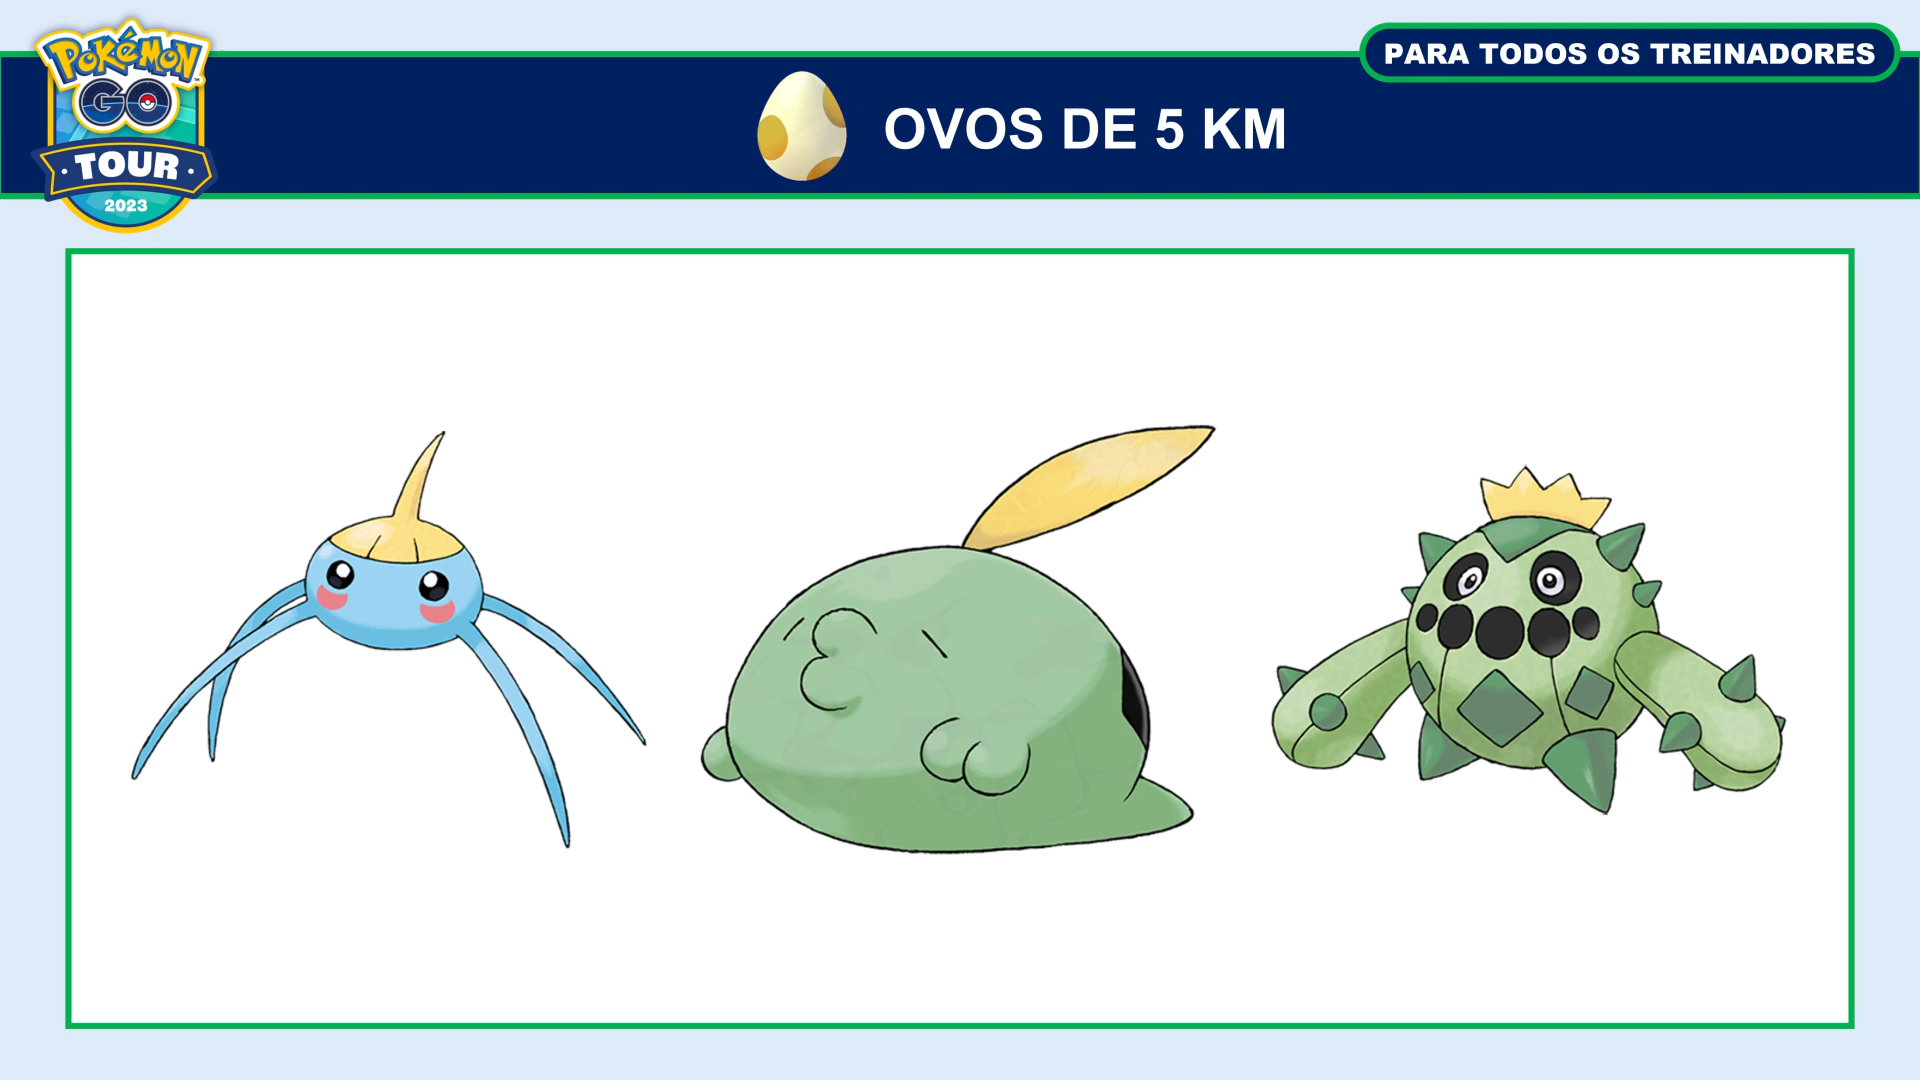 PARA TODOS OS TREINADORES
POKÉMON
GO
TOUR
2023
OVOS DE 5 KM